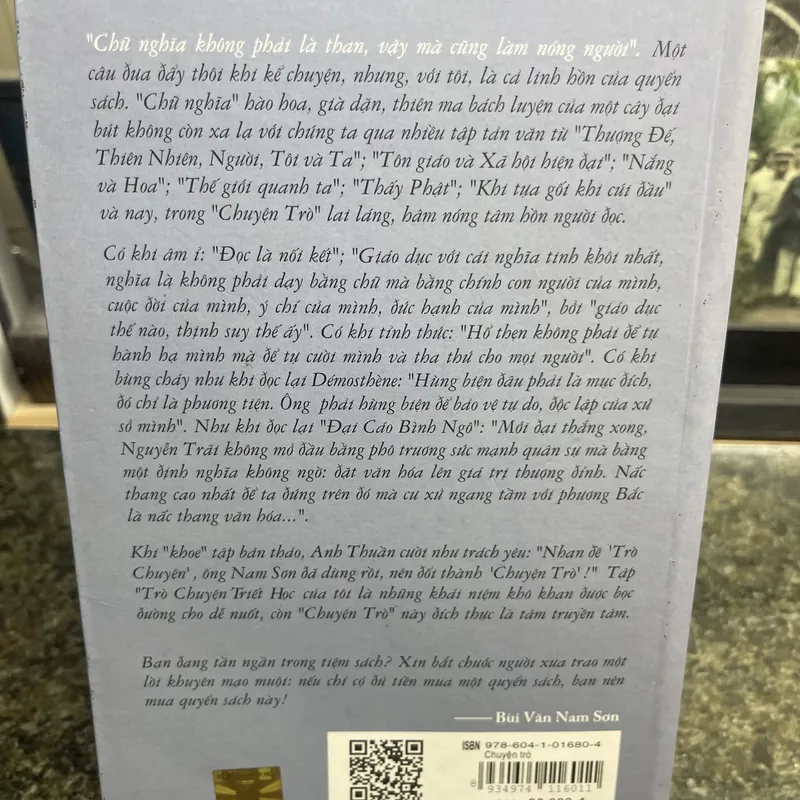 "Chữ nghĩa không phải là than, vậy mà cũng làm nóng người". Một
câu đưa đẩy thôi khi kể chuyện, nhưng, với tôi, là cả linh hồn của quyển
sách. "Chữ nghĩa" hào hoa, già dặn, thiên ma bách luyện của một cây đại
bút không còn xa lạ với chúng ta qua nhiều tập tản văn từ "Thượng Đế,
Thiên Nhiên, Người, Tôi và Ta"; "Tôn giáo và Xã hội hiện đại"; "Nắng
và Hoa"; "Thế giới quanh ta"; "Thấy Phật"; "Khi tựa gối khi cúi đầu"
và nay, trong "Chuyện Trò" lai láng, hâm nóng tâm hồn người đọc.
Có khi âm ỉ: "Đọc là nối kết"; "Giáo dục với cái nghĩa tinh khôi nhất,
nghĩa là không phải dạy bằng chữ mà bằng chính con người của mình,
cuộc đời của mình, ý chí của mình, đức hạnh của mình", bởi "giáo dục
thế nào, thịnh suy thế ấy". Có khi tỉnh thức: "Hổ thẹn không phải để tự
hành hạ mình mà để tự cười mình và tha thứ cho mọi người". Có khi
bùng cháy như khi đọc lại Démosthène: "Hùng biện đâu phải là mục đích,
đó chỉ là phương tiện. Ông phải hùng biện để bảo vệ tự do, độc lập của xứ
sở mình". Như khi đọc lại "Đại Cáo Bình Ngô": "Mới đại thắng xong,
Nguyễn Trãi không mở đầu bằng phô trương sức mạnh quân sự mà bằng
một định nghĩa không ngờ: đặt văn hóa lên giá trị thượng đỉnh. Nấc
thang cao nhất để ta đứng trên đó mà cư xử ngang tầm với phương Bắc
là nấc thang văn hóa...".
Khi "khoe" tập bản thảo, Anh Thuần cười như trách yêu: "Nhan đề 'Trò
Chuyện', ông Nam Sơn đã dùng rồi, nên đổi thành 'Chuyện Trò'!" Tập
"Trò Chuyện Triết Học của tôi là những khái niệm khô khan được bọc
đường cho dễ nuốt, còn "Chuyện Trò" này đích thực là tâm truyền tâm.
Bạn đang tần ngần trong tiệm sách? Xin bắt chước người xưa trao một
lời khuyên mạo muội: nếu chỉ có đủ tiền mua một quyển sách, bạn nên
mua quyển sách này!
Bùi Văn Nam Sơn
ISBN 978-604-1-01680-4
Chuyện trò
8 934974 116011